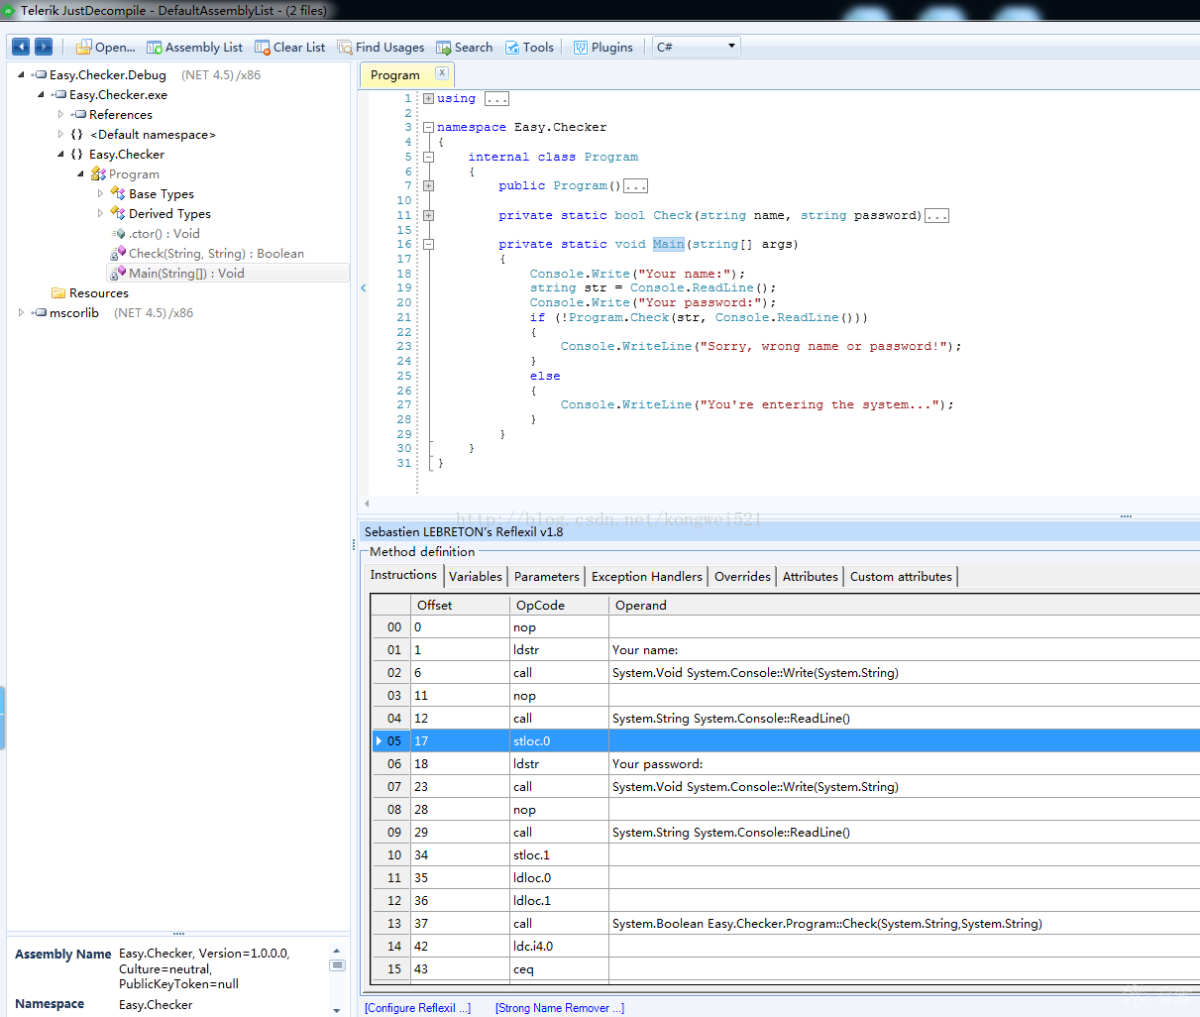 Telerik JustDecompile - DefaultAssemblyList - (2 files)
Open... Assembly List Clear List Find Usages Search Tools Plugins C#
Easy.Checker.Debug (NET 4.5)/x86
Easy.Checker.exe
References
{} <Default namespace>
{} Easy.Checker
Program
Base Types
Derived Types
.ctor() : Void
Check(String, String) : Boolean
Main(String[]) : Void
Resources
mscorlib (NET 4.5)/x86
Assembly Name Easy.Checker, Version=1.0.0.0,
Culture=neutral,
PublicKeyToken=null
Namespace Easy.Checker
Program x
1 using ...
2
3 namespace Easy.Checker
4 {
5 internal class Program
6 {
7 public Program()...
10
11 private static bool Check(string name, string password)...
15
16 private static void Main(string[] args)
17 {
18 Console.Write("Your name:");
19 string str = Console.ReadLine();
20 Console.Write("Your password:");
21 if (!Program.Check(str, Console.ReadLine()))
22 {
23 Console.WriteLine("Sorry, wrong name or password!");
24 }
25 else
26 {
27 Console.WriteLine("You're entering the system...");
28 }
29 }
30 }
31 }
http://blog.csdn.net/kongwei521
Sebastien LEBRETON's Reflexil v1.8
Method definition
Instructions Variables Parameters Exception Handlers Overrides Attributes Custom attributes
Offset OpCode Operand
00 0 nop
01 1 ldstr Your name:
02 6 call System.Void System.Console::Write(System.String)
03 11 nop
04 12 call System.String System.Console::ReadLine()
05 17 stloc.0
06 18 ldstr Your password:
07 23 call System.Void System.Console::Write(System.String)
08 28 nop
09 29 call System.String System.Console::ReadLine()
10 34 stloc.1
11 35 ldloc.0
12 36 ldloc.1
13 37 call System.Boolean Easy.Checker.Program::Check(System.String,System.String)
14 42 ldc.i4.0
15 43 ceq
[Configure Reflexil ...] [Strong Name Remover ...]